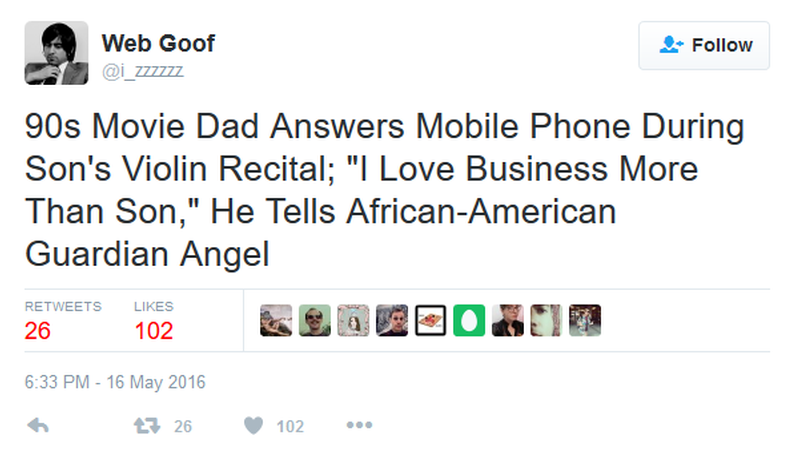 Web Goof
@i_zzzzzz
Follow
90s Movie Dad Answers Mobile Phone During
Son's Violin Recital; "I Love Business More
Than Son," He Tells African-American
Guardian Angel
RETWEETS LIKES
26 102
6:33 PM - 16 May 2016
26 102